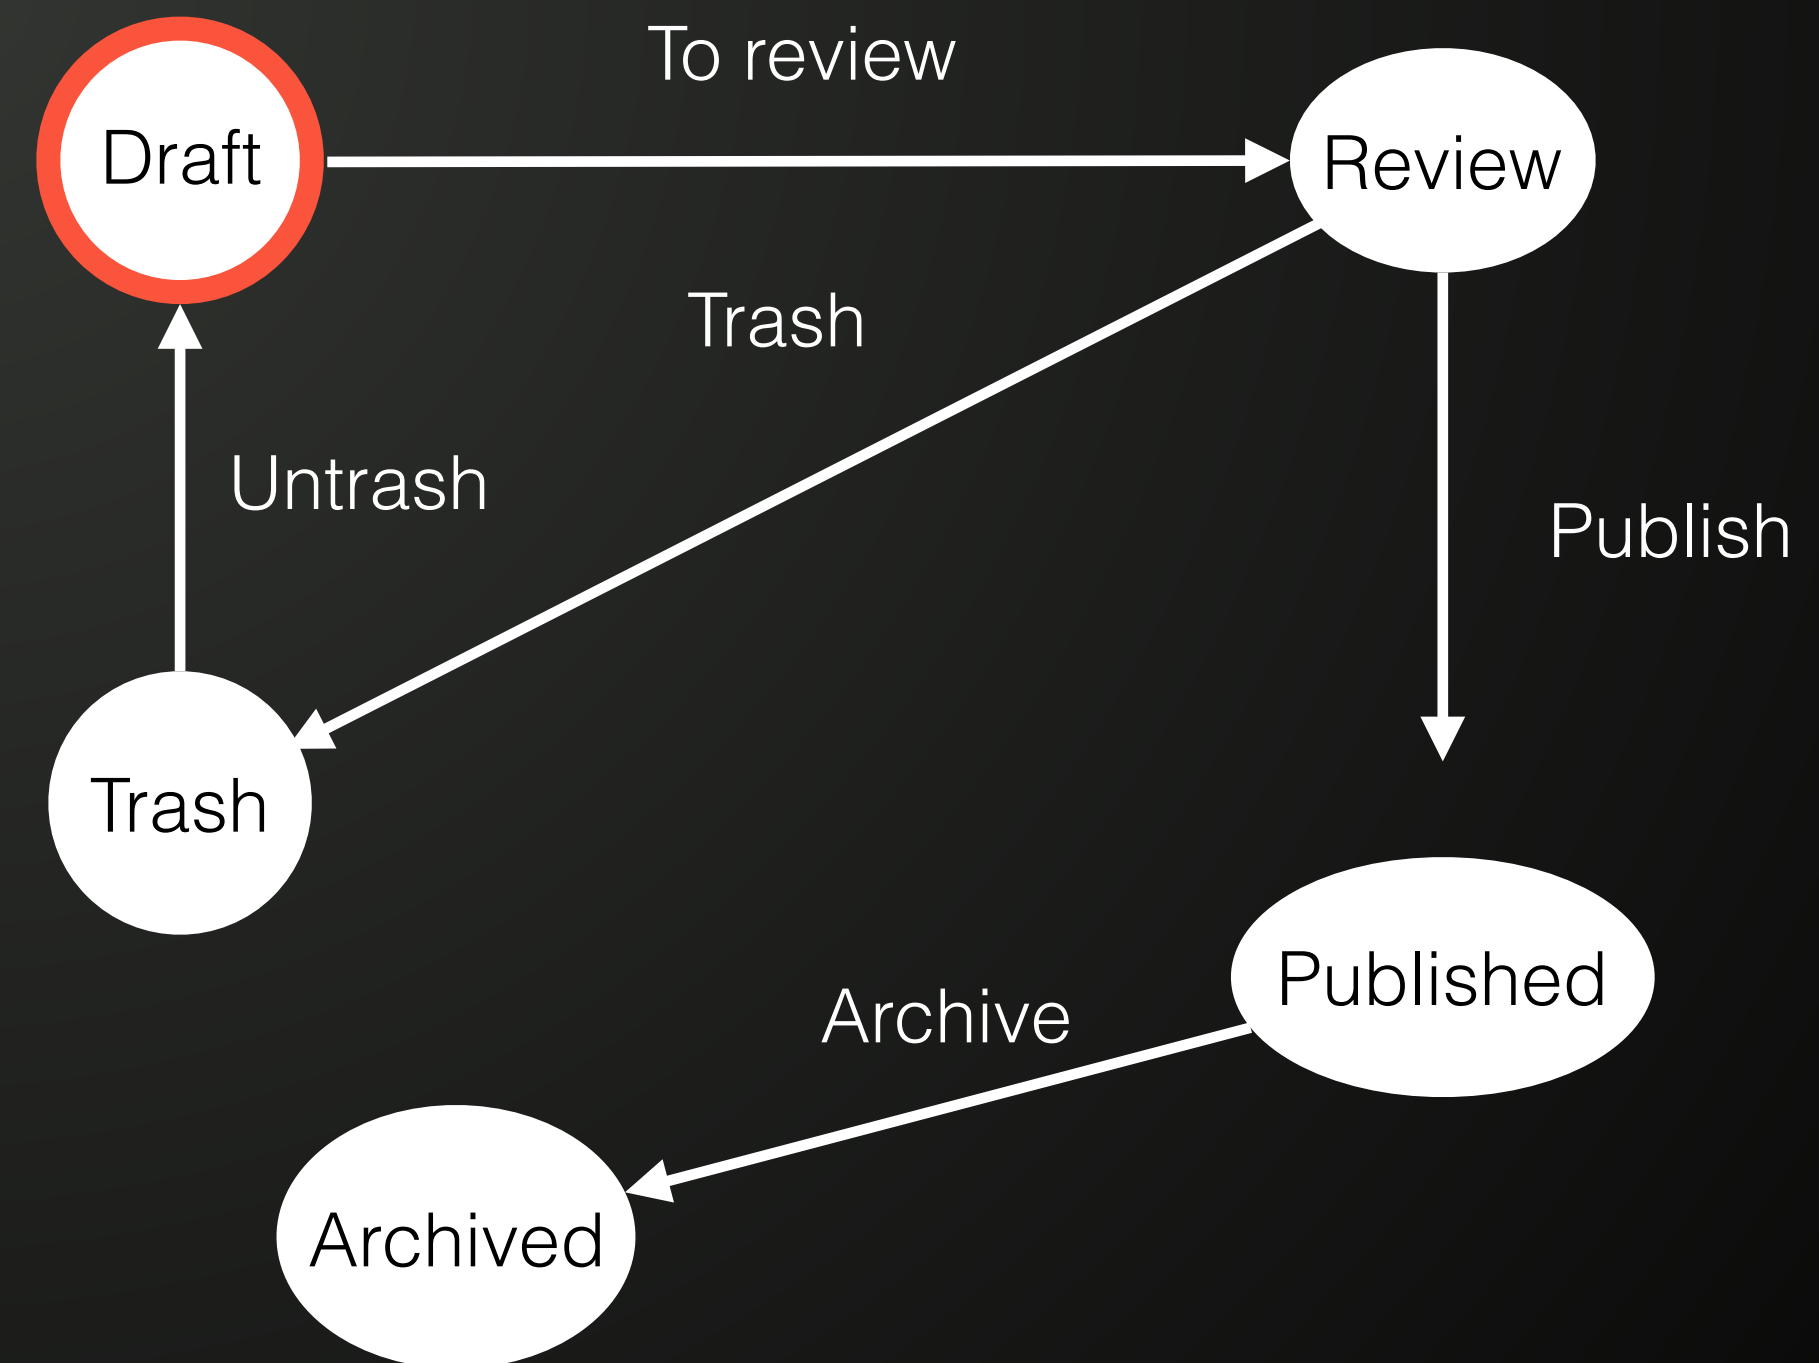 To review
Draft
Review
Trash
Untrash
Publish
Trash
Published
Archive
Archived